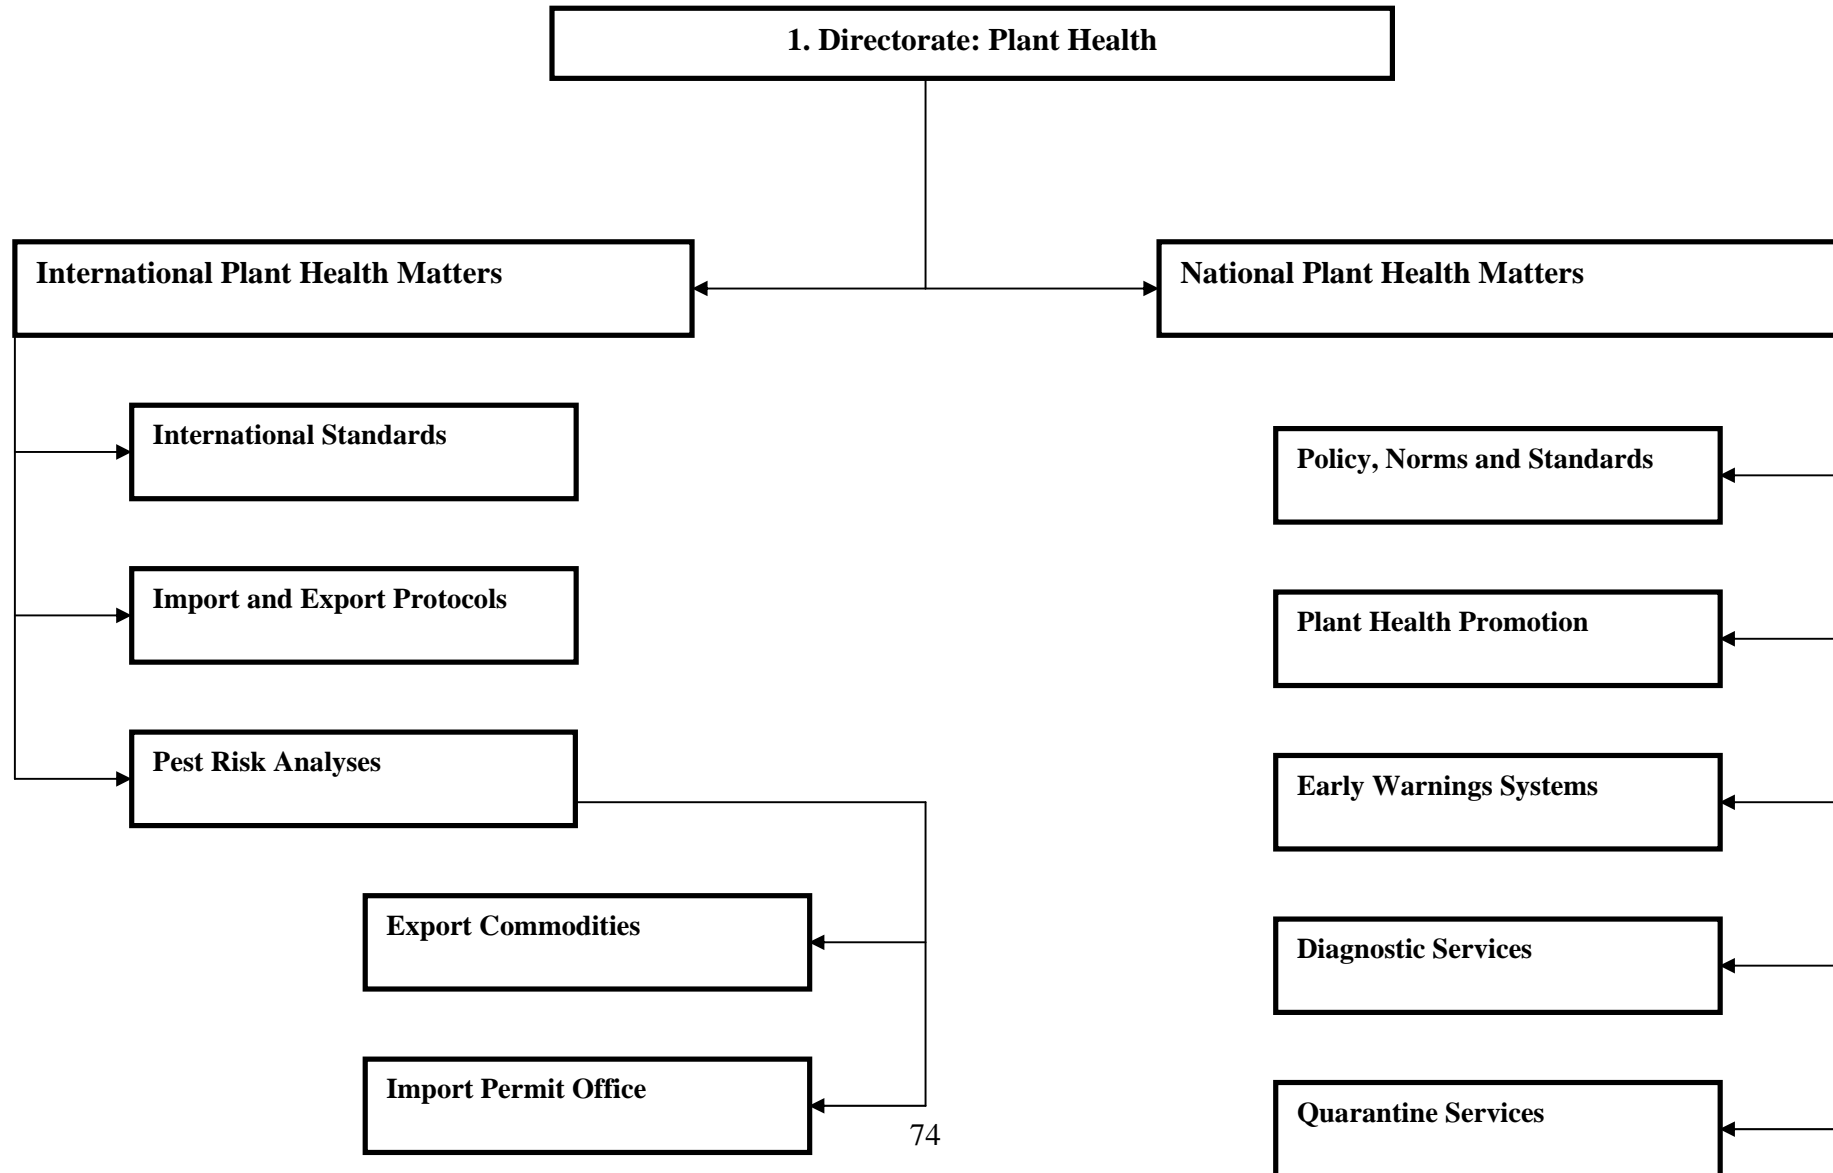 1. Directorate: Plant Health
International Plant Health Matters
National Plant Health Matters
International Standards
Import and Export Protocols
Pest Risk Analyses
Export Commodities
Import Permit Office
Policy, Norms and Standards
Plant Health Promotion
Early Warnings Systems
Diagnostic Services
Quarantine Services
74